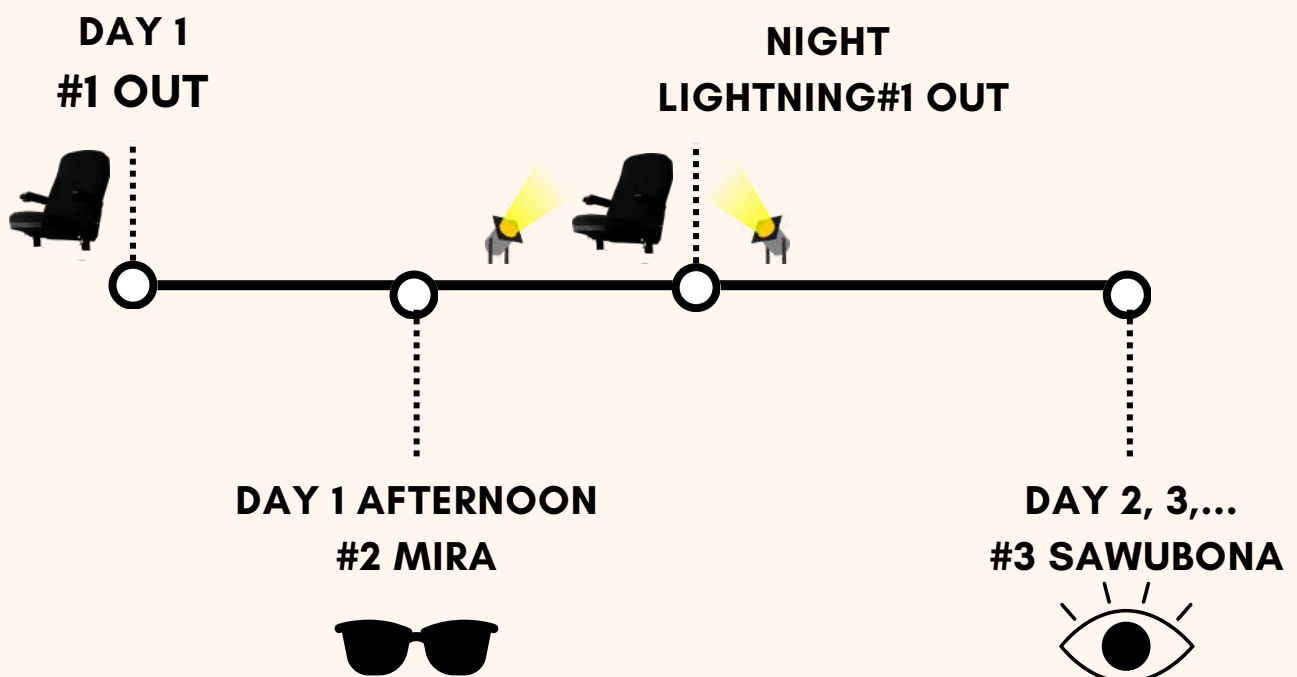 DAY 1
#1 OUT
NIGHT
LIGHTNING#1 OUT
DAY 1 AFTERNOON
#2 MIRA
DAY 2, 3,...
#3 SAWUBONA